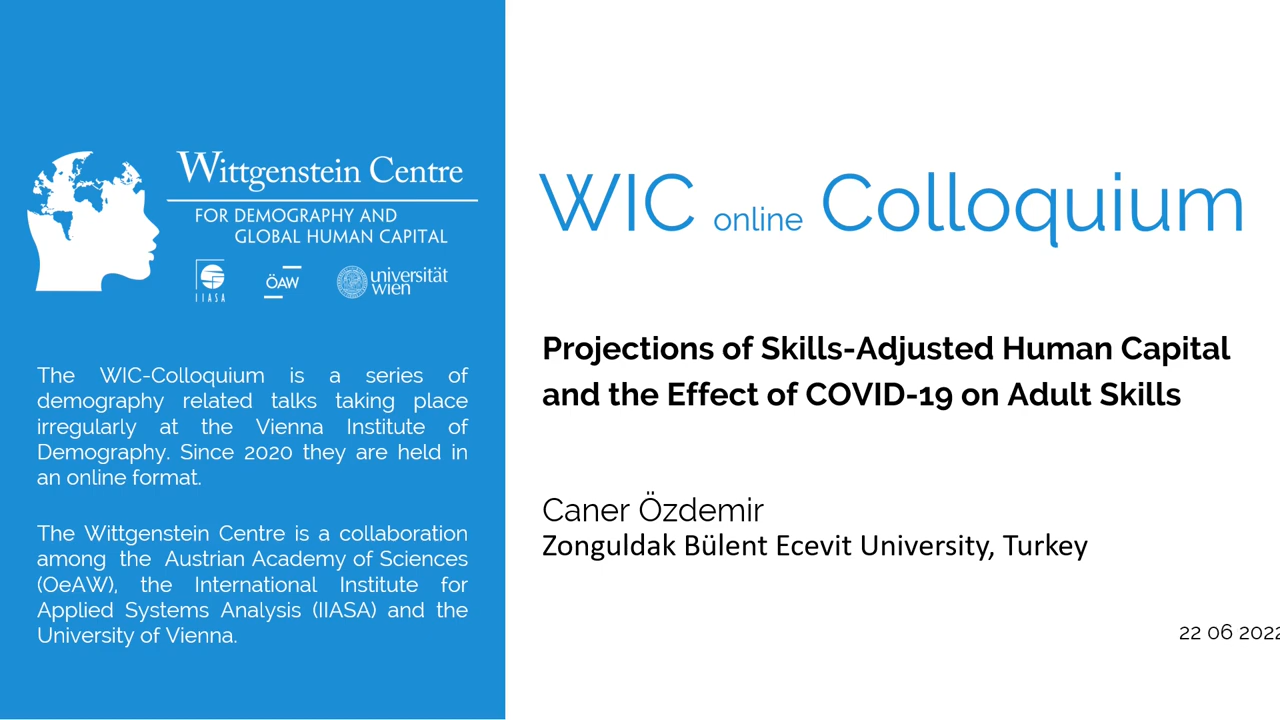 Wittgenstein Centre
FOR DEMOGRAPHY AND
GLOBAL HUMAN CAPITAL
IIASA
ÖAW
universität
wien
The WIC-Colloquium is a series of
demography related talks taking place
irregularly at the Vienna Institute of
Demography. Since 2020 they are held in
an online format.
The Wittgenstein Centre is a collaboration
among the Austrian Academy of Sciences
(OeAW), the International Institute for
Applied Systems Analysis (IIASA) and the
University of Vienna.
WIC online Colloquium
Projections of Skills-Adjusted Human Capital
and the Effect of COVID-19 on Adult Skills
Caner Özdemir
Zonguldak Bülent Ecevit University, Turkey
22 06 2022